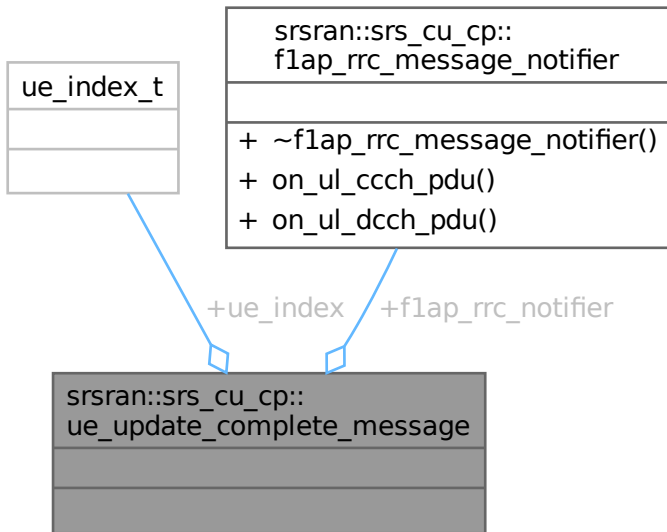 srsran::srs_cu_cp::
f1ap_rrc_message_notifier
ue_index_t
+ ~f1ap_rrc_message_notifier()
+ on_ul_ccch_pdu()
+ on_ul_dcch_pdu()
+ue_index
+f1ap_rrc_notifier
srsran::srs_cu_cp::
ue_update_complete_message